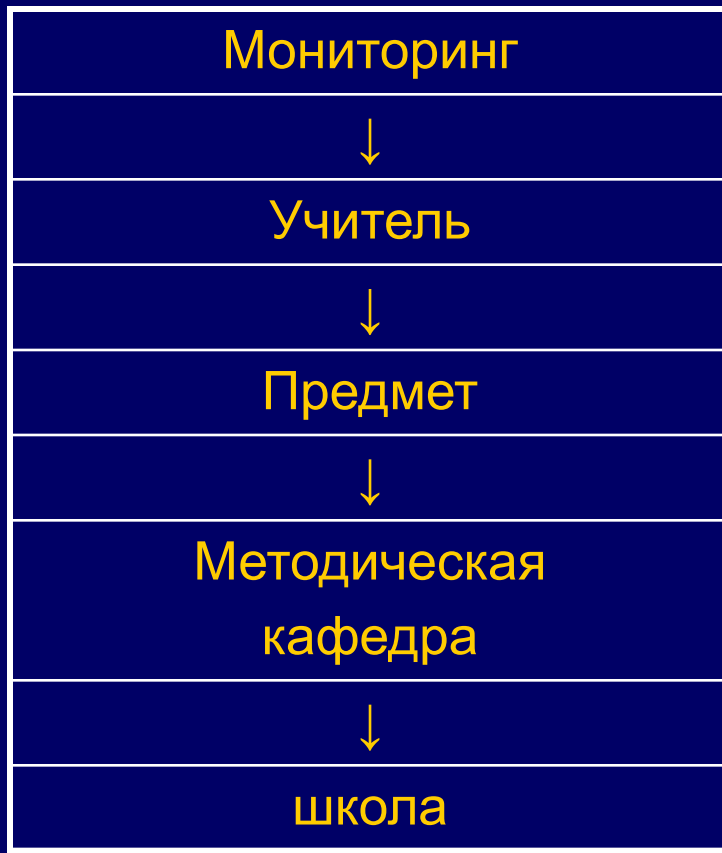 Мониторинг
↓
Учитель
↓
Предмет
↓
Методическая
кафедра
↓
школа